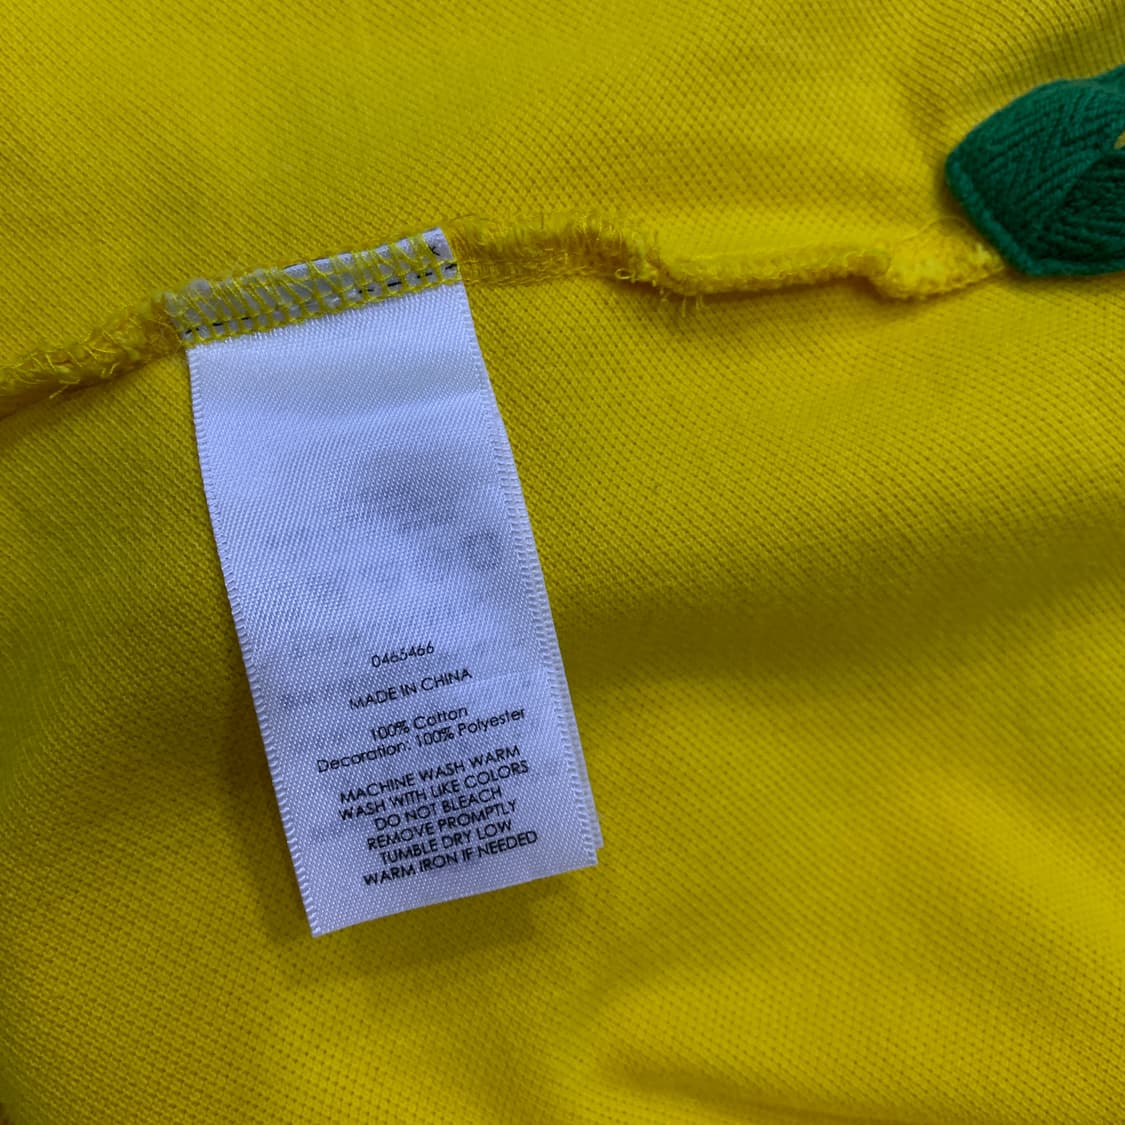 0465466
MADE IN CHINA
100% Cotton
Decoration: 100% Polyester
MACHINE WASH WARM
WASH WITH LIKE COLORS
DO NOT BLEACH
REMOVE PROMPTLY
TUMBLE DRY LOW
WARM IRON IF NEEDED